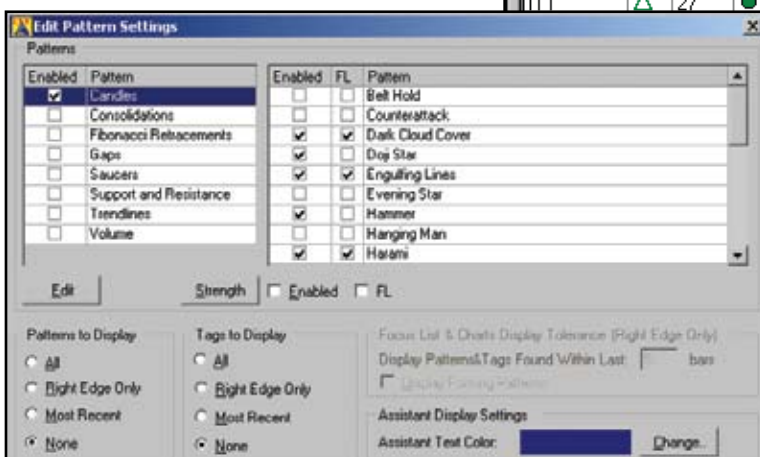 27
Edit Pattern Settings
Patterns
Enabled Pattern
Candles
Consolidations
Fibonacci Retracements
Gaps
Saucers
Support and Resistance
Trendlines
Volume
Enabled FL Pattern
Belt Hold
Counterattack
Dark Cloud Cover
Doji Star
Engulfing Lines
Evening Star
Hammer
Hanging Man
Harami
Edit Strength Enabled FL
Patterns to Display
All
Right Edge Only
Most Recent
None
Tags to Display
All
Right Edge Only
Most Recent
None
Focus List & Charts Display Tolerance (Right Edge Only)
Display Patterns&Tags Found Within Last bars
Display Forming Patterns
Assistant Display Settings
Assistant Text Color: Change..